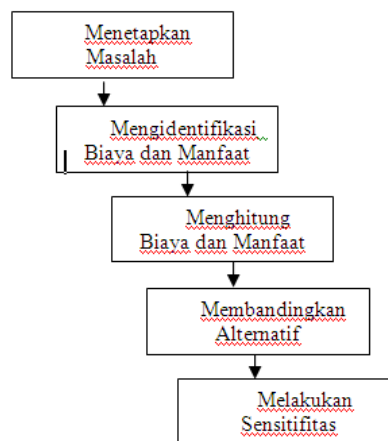 Menetapkan
Masalah
Mengidentifikasi
Biaya dan Manfaat
Menghitung
Biaya dan Manfaat
Membandingkan
Alternatif
Melakukan
Sensitifitas